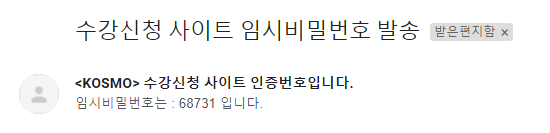 수강신청 사이트 임시비밀번호 발송 받은편지함 ×
<KOSMO> 수강신청 사이트 인증번호입니다.
임시비밀번호는 : 68731 입니다.